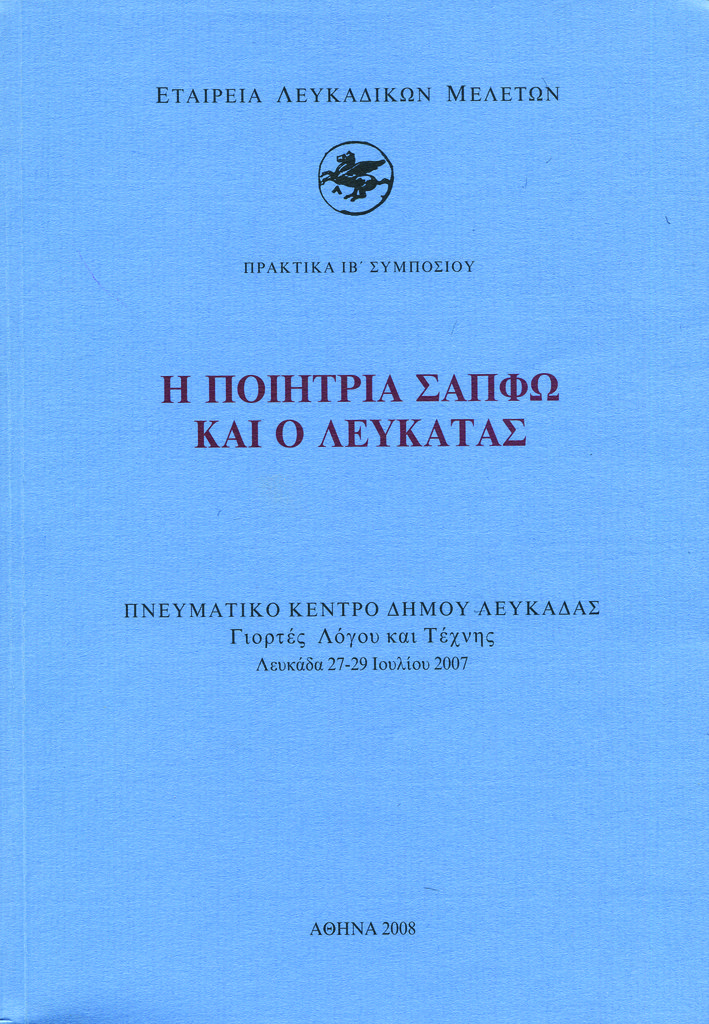 ΕΤΑΙΡΕΙΑ ΛΕΥΚΑΔΙΚΩΝ ΜΕΛΕΤΩΝ
Λ
ΠΡΑΚΤΙΚΑ ΙΒ΄ ΣΥΜΠΟΣΙΟΥ
Η ΠΟΙΗΤΡΙΑ ΣΑΠΦΩ
ΚΑΙ Ο ΛΕΥΚΑΤΑΣ
ΠΝΕΥΜΑΤΙΚΟ ΚΕΝΤΡΟ ΔΗΜΟΥ ΛΕΥΚΑΔΑΣ
Γιορτές Λόγου και Τέχνης
Λευκάδα 27-29 Ιουλίου 2007
ΑΘΗΝΑ 2008